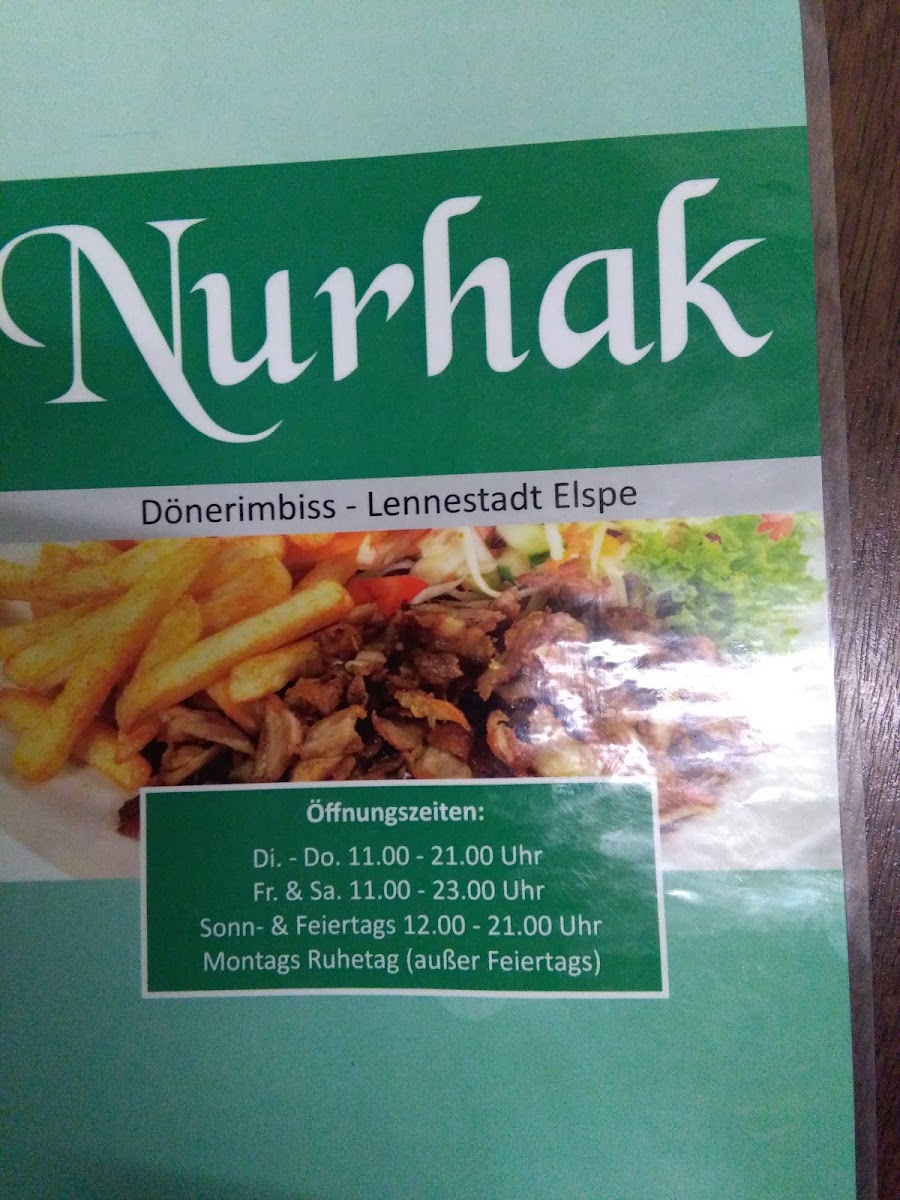 Nurhak
Dönerimbiss - Lennestadt Elspe
Öffnungszeiten:
Di. - Do. 11.00 - 21.00 Uhr
Fr. & Sa. 11.00 - 23.00 Uhr
Sonn- & Feiertags 12.00 - 21.00 Uhr
Montags Ruhetag (außer Feiertags)